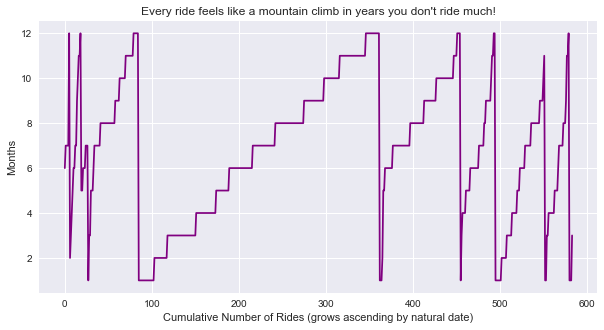 Every ride feels like a mountain climb in years you don't ride much!
12
10
8
6
4
2
Months
0 100 200 300 400 500 600
Cumulative Number of Rides (grows ascending by natural date)